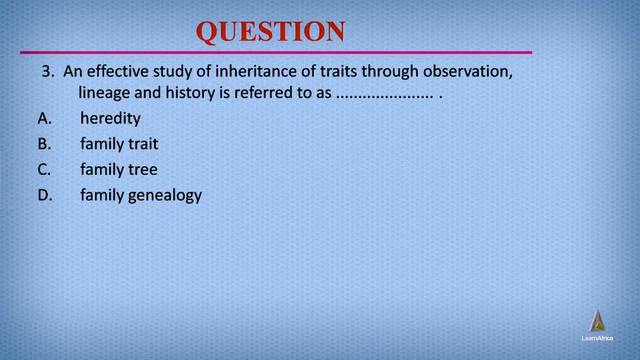 QUESTION
3. An effective study of inheritance of traits through observation,
lineage and history is referred to as ...................... .
A. heredity
B. family trait
C. family tree
D. family genealogy
LearnAfrica